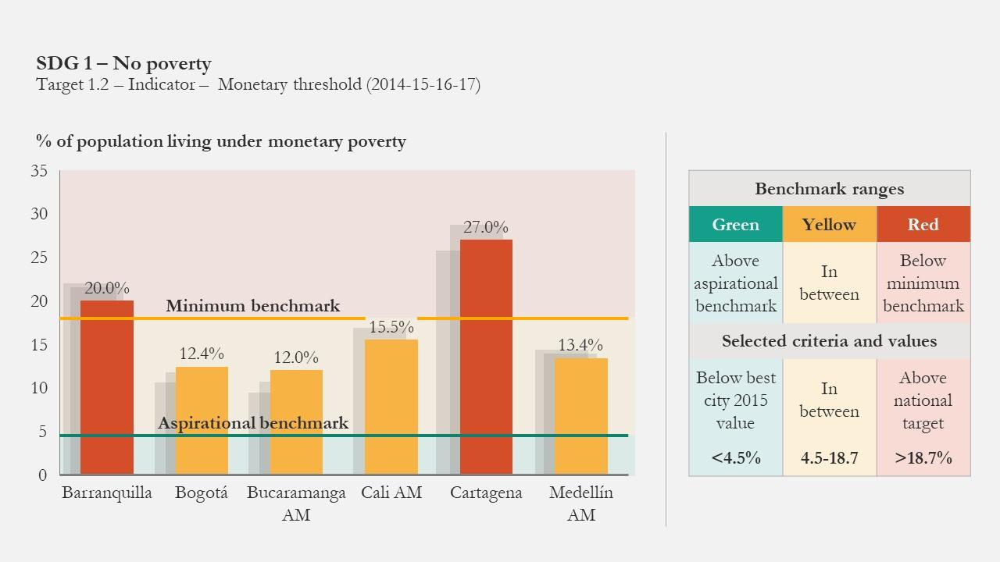 SDG 1 – No poverty
Target 1.2 – Indicator – Monetary threshold (2014-15-16-17)
% of population living under monetary poverty
35
30
25
20
15
10
5
0
20.0%
12.4%
12.0%
15.5%
27.0%
13.4%
Minimum benchmark
Aspirational benchmark
Barranquilla
Bogotá
Bucaramanga
AM
Cali AM
Cartagena
Medellín
AM
Benchmark ranges
Green
Yellow
Red
Above
aspirational
benchmark
In
between
Below
minimum
benchmark
Selected criteria and values
Below best
city 2015
value
In
between
Above
national
target
<4.5%
4.5-18.7
>18.7%